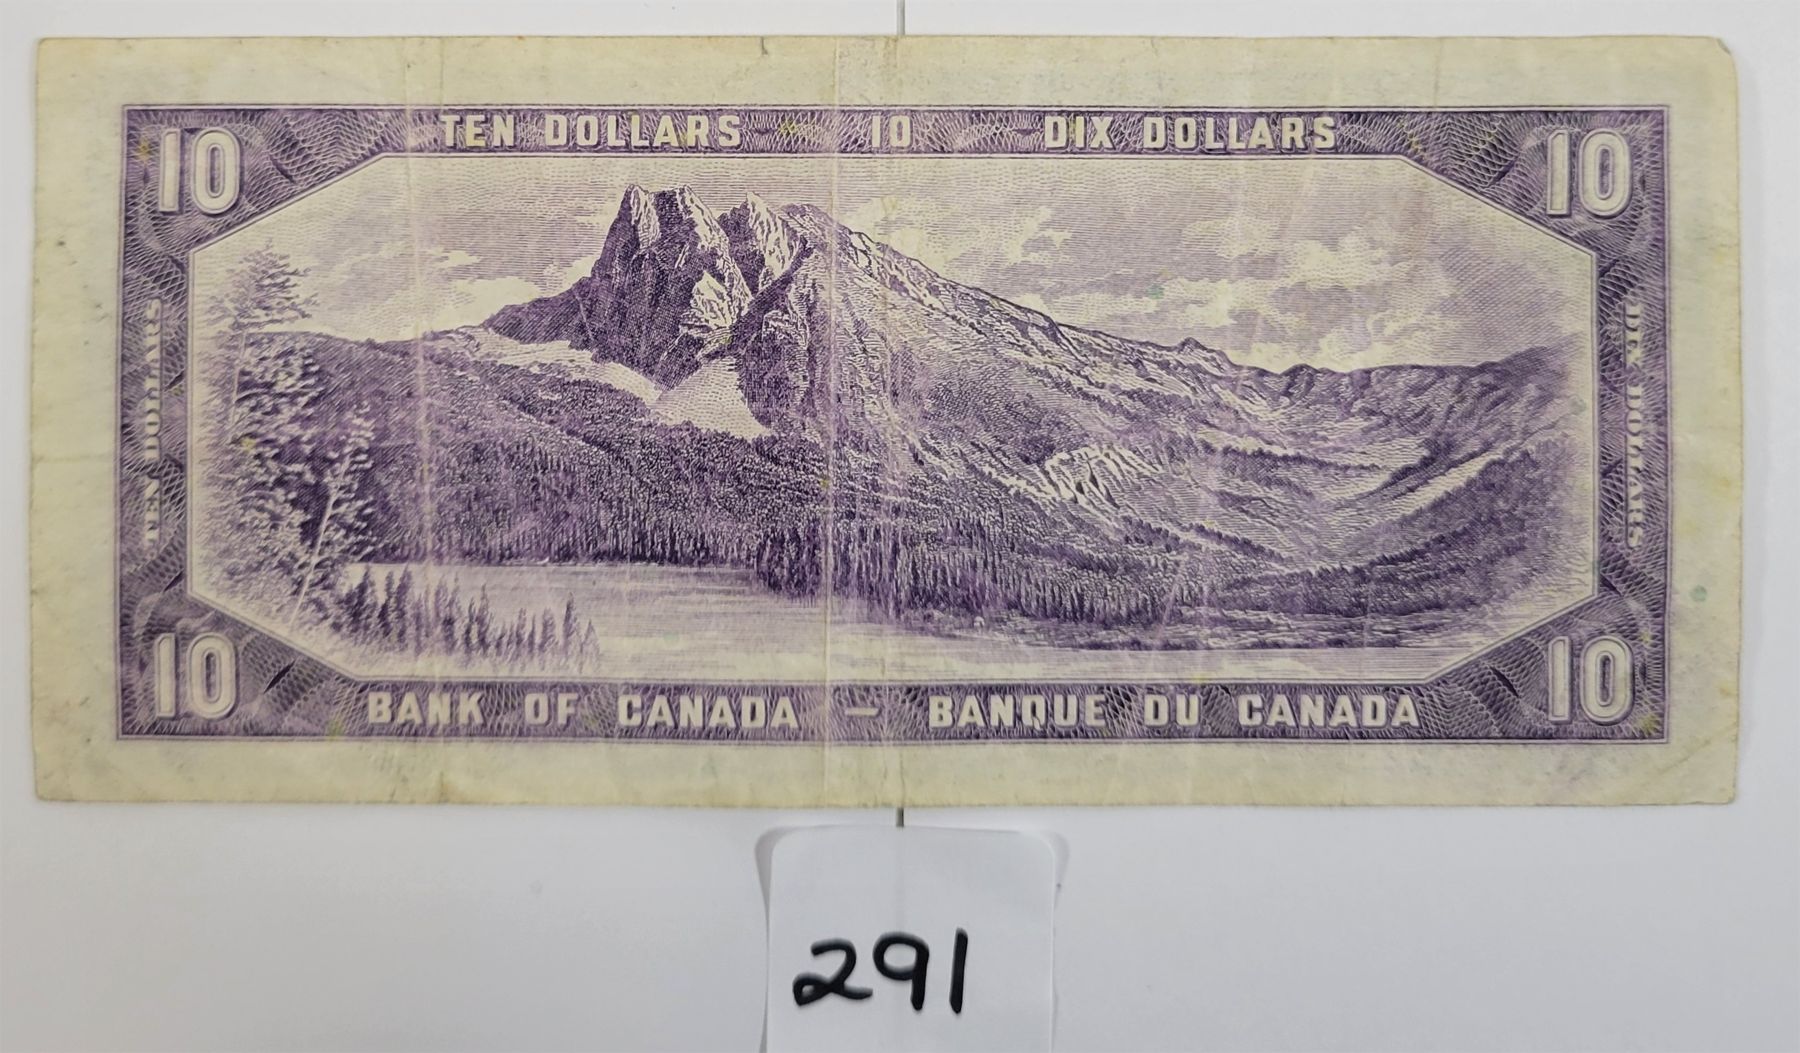 TEN DOLLARS 10 DIX DOLLARS
10 10
TEN DOLLARS
DIX DOLLARS
10 10
BANK OF CANADA — BANQUE DU CANADA
291